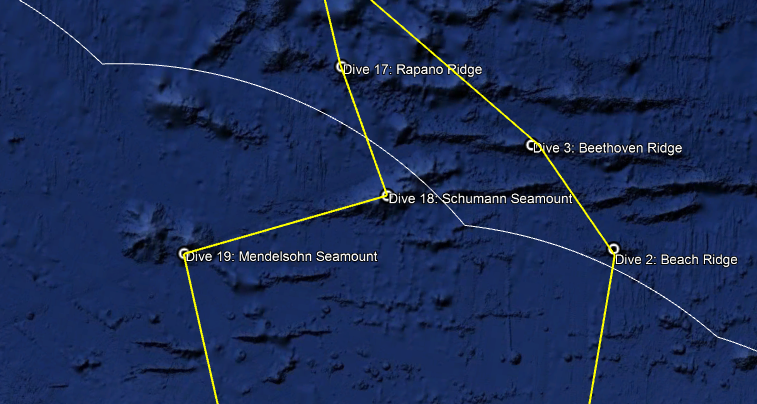 Dive 17: Rapano Ridge
Dive 3: Beethoven Ridge
Dive 18: Schumann Seamount
Dive 19: Mendelsohn Seamount
Dive 2: Beach Ridge